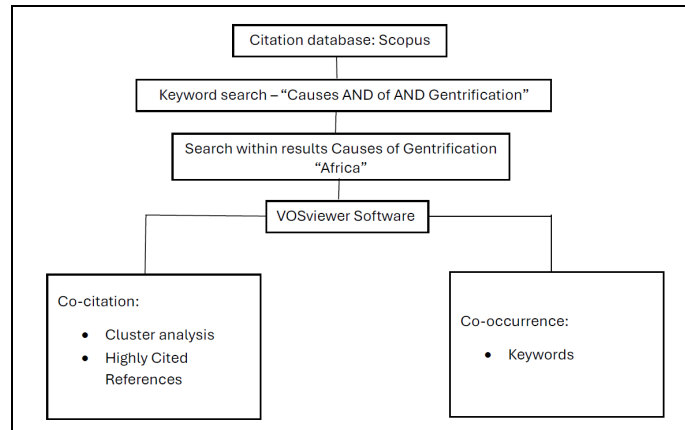 Citation database: Scopus
Keyword search – “Causes AND of AND Gentrification”
Search within results Causes of Gentrification
“Africa”
VOSviewer Software
Co-citation:
• Cluster analysis
• Highly Cited
References
Co-occurrence:
• Keywords